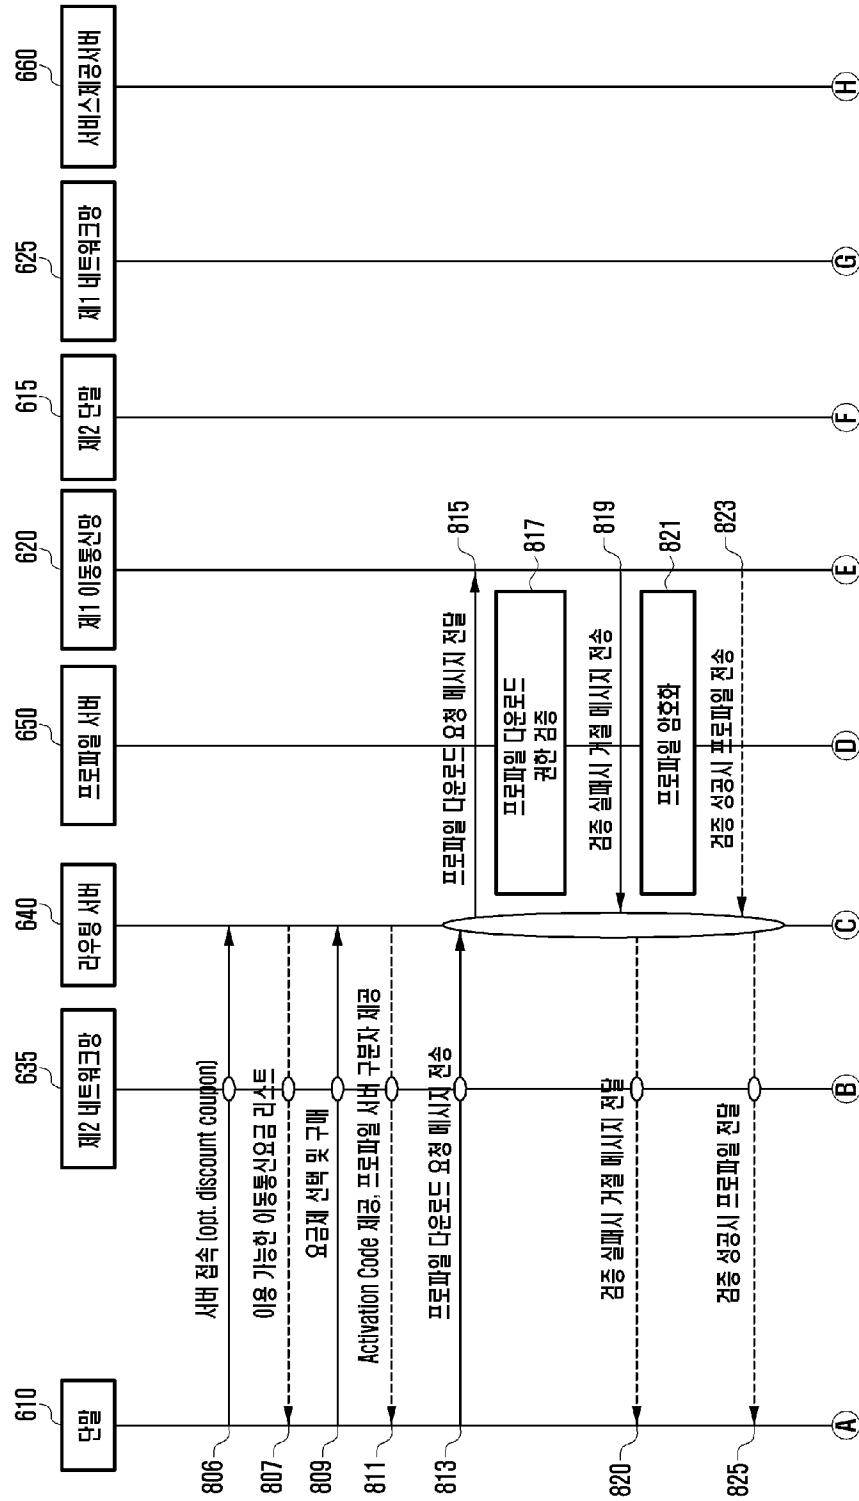 610
635
640
650
620
615
625
660
단말
제2 네트워크망
라우팅 서버
프로파일 서버
제1 이동통신망
제2 단말
제1 네트워크망
서비스제공서버
서버 접속 (opt. discount coupon)
806
이용 가능한 이동통신요금 리스트
807
요금제 선택 및 구매
809
Activation Code 제공, 프로파일 서버 구분자 제공
811
프로파일 다운로드 요청 메시지 전송
813
프로파일 다운로드 요청 메시지 전달
815
프로파일 다운로드
권한 검증
817
검증 실패시 거절 메시지 전송
819
검증 실패시 거절 메시지 전달
820
프로파일 암호화
821
검증 성공시 프로파일 전송
823
검증 성공시 프로파일 전달
825
A
B
C
D
E
F
G
H